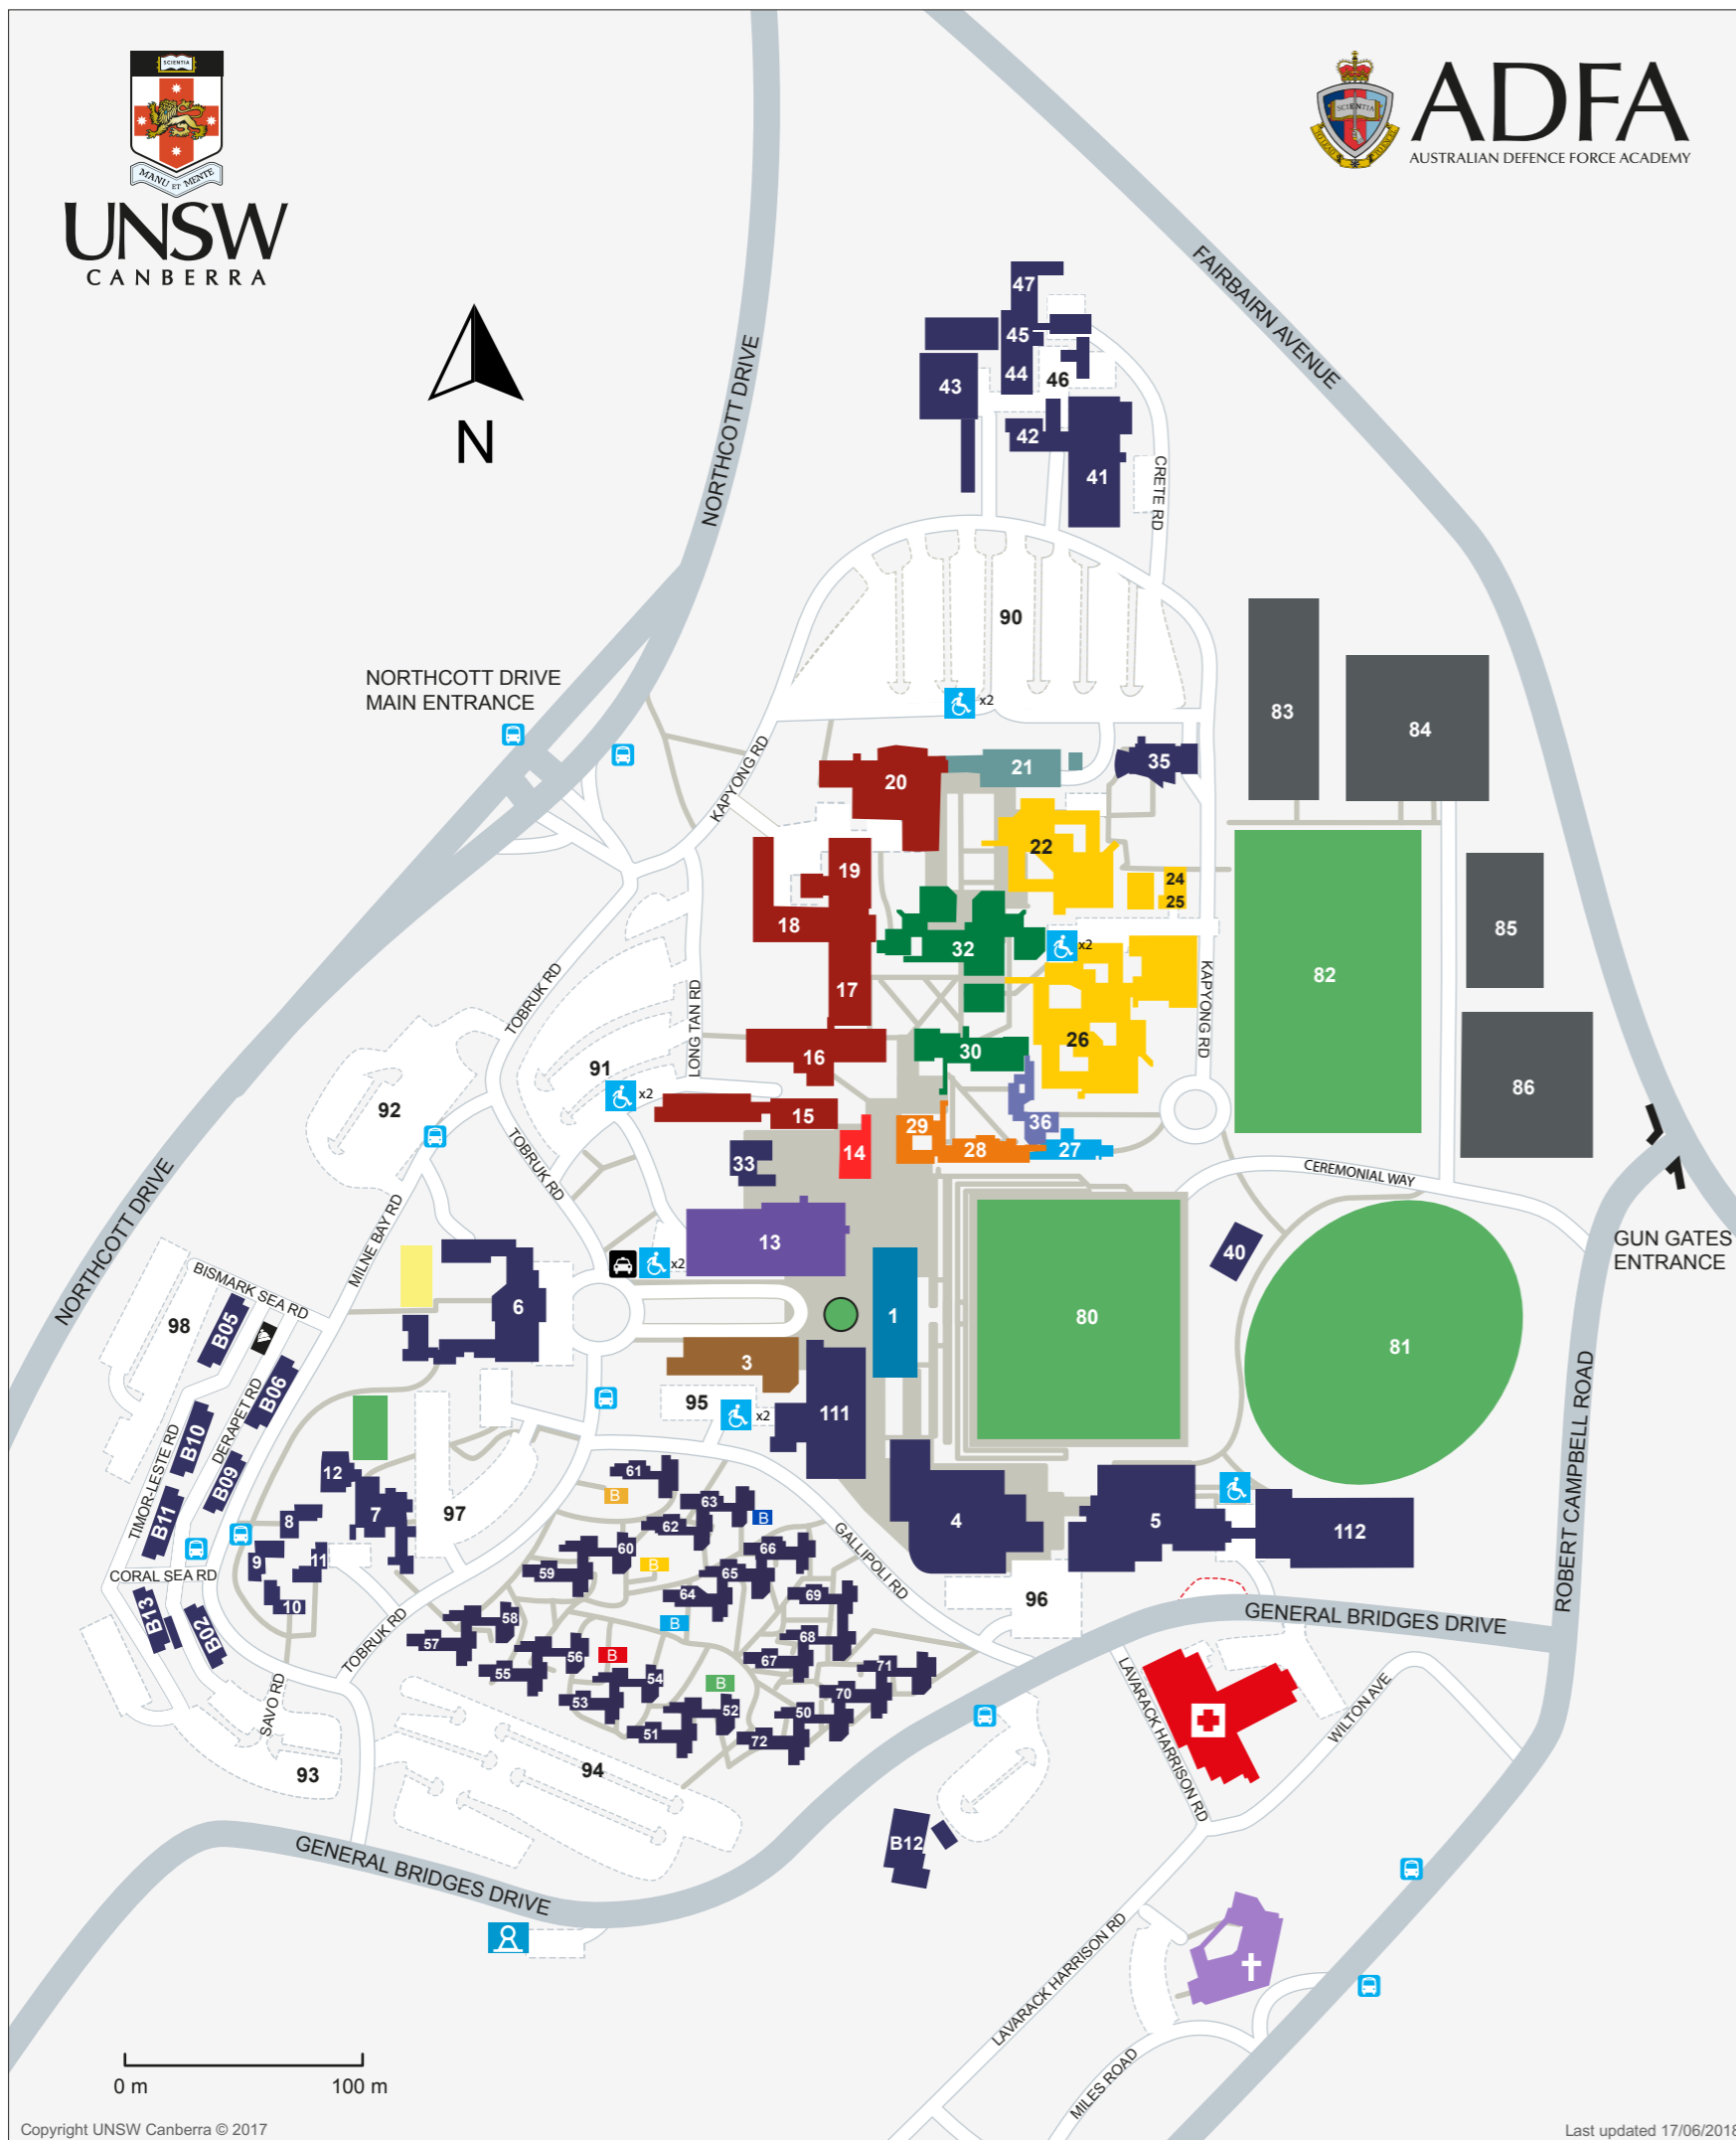 SCIENTIA
MANU ET MENTE
UNSW
CANBERRA
SCIENTIA
ADFA
AUSTRALIAN DEFENCE FORCE ACADEMY
N
NORTHCOTT DRIVE
FAIRBAIRN AVENUE
47
45
44
46
43
42
41
CRETE RD
90
NORTHCOTT DRIVE
MAIN ENTRANCE
x2
83
84
KAPYONG RD
20
21
35
22
19
24
25
18
32
x2
85
82
17
TOBRUK RD
LONG TAN RD
KAPYONG RD
16
30
26
86
91
x2
92
15
29
28
36
27
14
33
TOBRUK RD
CEREMONIAL WAY
NORTHCOTT DRIVE
MILNE BAY RD
13
x2
40
GUN GATES
ENTRANCE
BISMARK SEA RD
98
B05
6
1
80
81
3
95
x2
111
B06
DERAPET RD
B10
TIMOR-LESTE RD
B09
B11
12
7
8
9
11
10
97
61
B
63
B
62
60
B
59
66
65
64
B
69
68
67
58
57
56
B
55
54
53
B
52
51
50
72
71
70
GALLIPOLI RD
4
5
112
96
ROBERT CAMPBELL ROAD
GENERAL BRIDGES DRIVE
CORAL SEA RD
B13
B02
TOBRUK RD
SAVO RD
93
94
LAVARACK HARRISON RD
WILTON AVE
B12
GENERAL BRIDGES DRIVE
LAVARACK HARRISON RD
MILES ROAD
0 m
100 m
Copyright UNSW Canberra © 2017
Last updated 17/06/2018